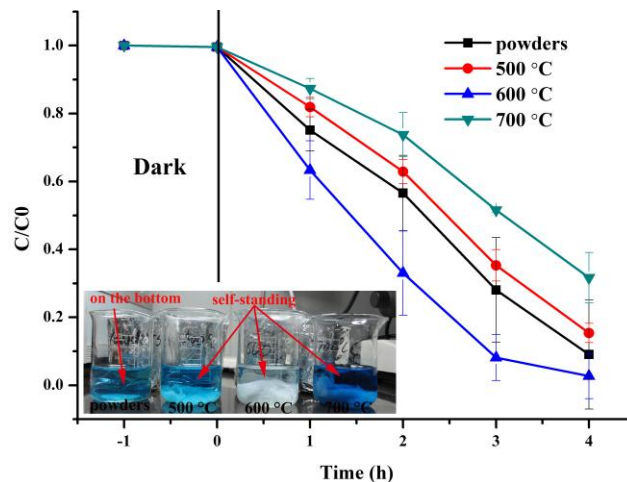 1.0
0.8
0.6
0.4
0.2
0.0
C/C0
powders
500 °C
600 °C
700 °C
Dark
on the bottom
self-standing
powders
500 °C
600 °C
700 °C
-1
0
1
2
3
4
Time (h)